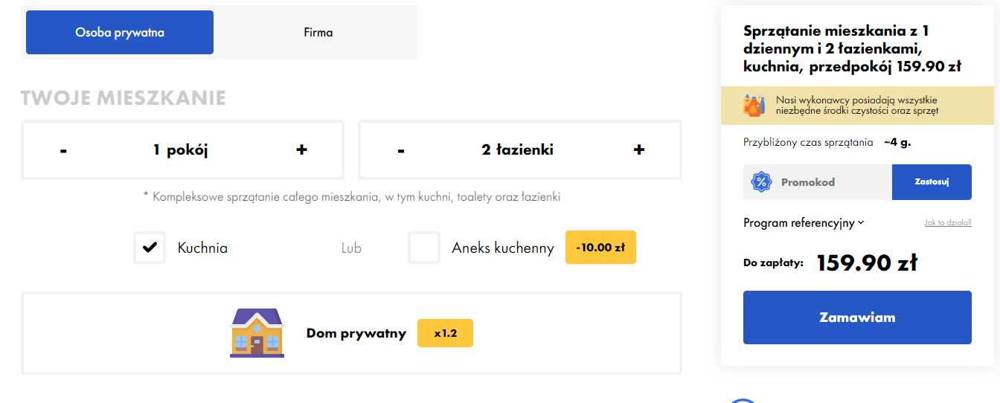 Osoba prywatna
Firma
TWOJE MIESZKANIE
- 1 pokój +
- 2 łazienki +
* Kompleksowe sprzątanie całego mieszkania, w tym kuchni, toalety oraz łazienki
Kuchnia
Lub
Aneks kuchenny
-10.00 zł
Dom prywatny
x1.2
Sprzątanie mieszkania z 1
dziennym i 2 łazienkami,
kuchnia, przedpokój 159.90 zł
Nasi wykonawcy posiadają wszystkie
niezbędne środki czystości oraz sprzęt
Przybliżony czas sprzątania ~4 g.
%
Promokod
Zastosuj
Program referencyjny
Jak to dziala?
Do zapłaty: 159.90 zł
Zamawiam